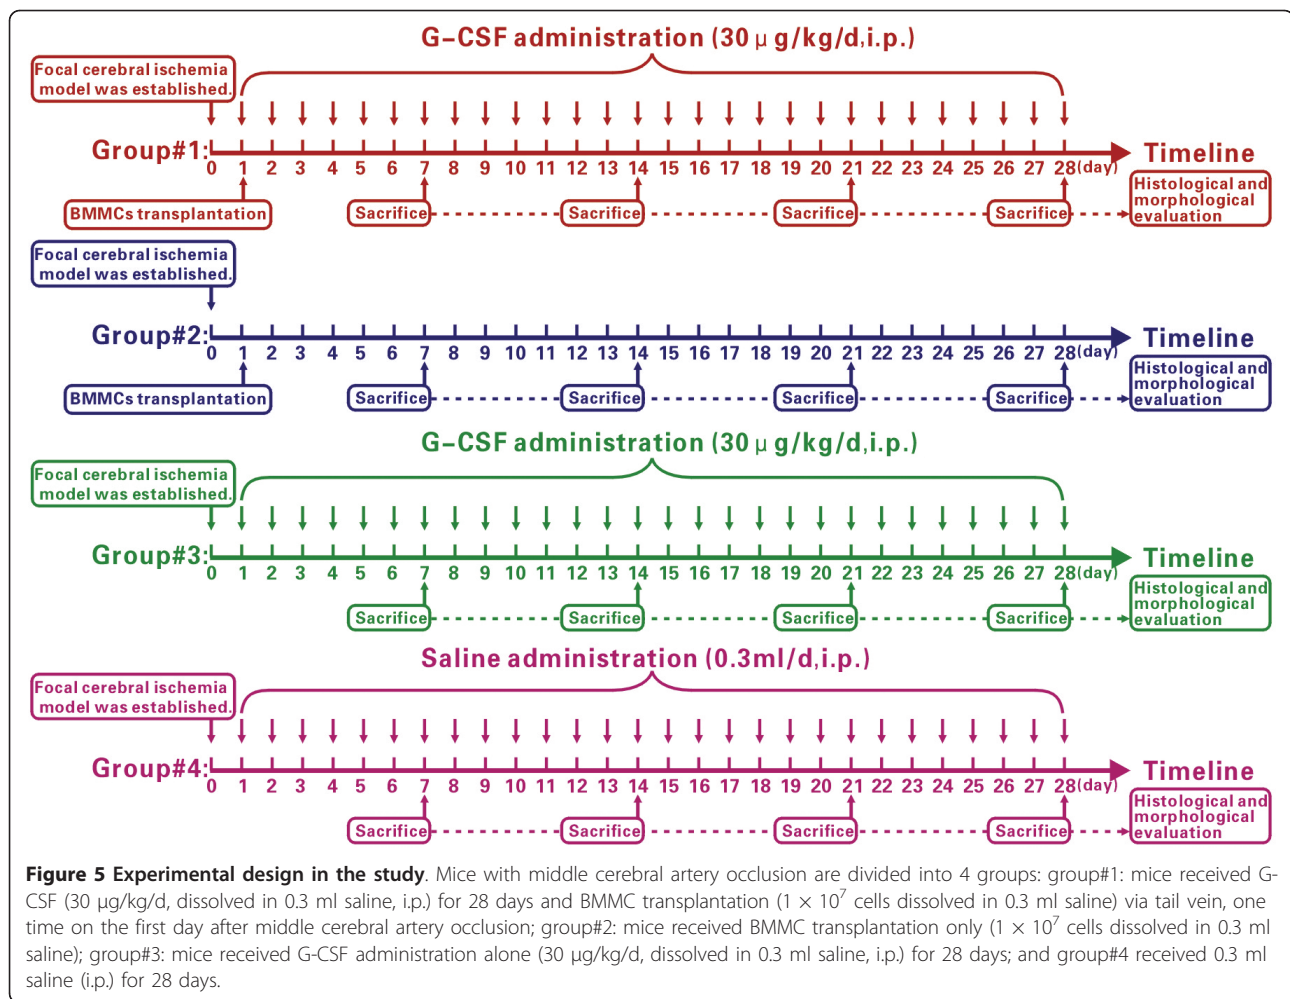 G-CSF administration (30 μ g/kg/d,i.p.)
Focal cerebral ischemia
model was established.
Group#1:
0 1 2 3 4 5 6 7 8 9 10 11 12 13 14 15 16 17 18 19 20 21 22 23 24 25 26 27 28(day)
Timeline
BMMCs transplantation
Sacrifice Sacrifice Sacrifice Sacrifice
Histological and
morphological
evaluation
Focal cerebral ischemia
model was established.
Group#2:
0 1 2 3 4 5 6 7 8 9 10 11 12 13 14 15 16 17 18 19 20 21 22 23 24 25 26 27 28(day)
Timeline
BMMCs transplantation
Sacrifice Sacrifice Sacrifice Sacrifice
Histological and
morphological
evaluation
G-CSF administration (30 μ g/kg/d,i.p.)
Focal cerebral ischemia
model was established.
Group#3:
0 1 2 3 4 5 6 7 8 9 10 11 12 13 14 15 16 17 18 19 20 21 22 23 24 25 26 27 28(day)
Timeline
Sacrifice Sacrifice Sacrifice Sacrifice
Histological and
morphological
evaluation
Saline administration (0.3ml/d,i.p.)
Focal cerebral ischemia
model was established.
Group#4:
0 1 2 3 4 5 6 7 8 9 10 11 12 13 14 15 16 17 18 19 20 21 22 23 24 25 26 27 28(day)
Timeline
Sacrifice Sacrifice Sacrifice Sacrifice
Histological and
morphological
evaluation
Figure 5 Experimental design in the study. Mice with middle cerebral artery occlusion are divided into 4 groups: group#1: mice received G-
CSF (30 μg/kg/d, dissolved in 0.3 ml saline, i.p.) for 28 days and BMMC transplantation (1 × 10⁷ cells dissolved in 0.3 ml saline) via tail vein, one
time on the first day after middle cerebral artery occlusion; group#2: mice received BMMC transplantation only (1 × 10⁷ cells dissolved in 0.3 ml
saline); group#3: mice received G-CSF administration alone (30 μg/kg/d, dissolved in 0.3 ml saline, i.p.) for 28 days; and group#4 received 0.3 ml
saline (i.p.) for 28 days.